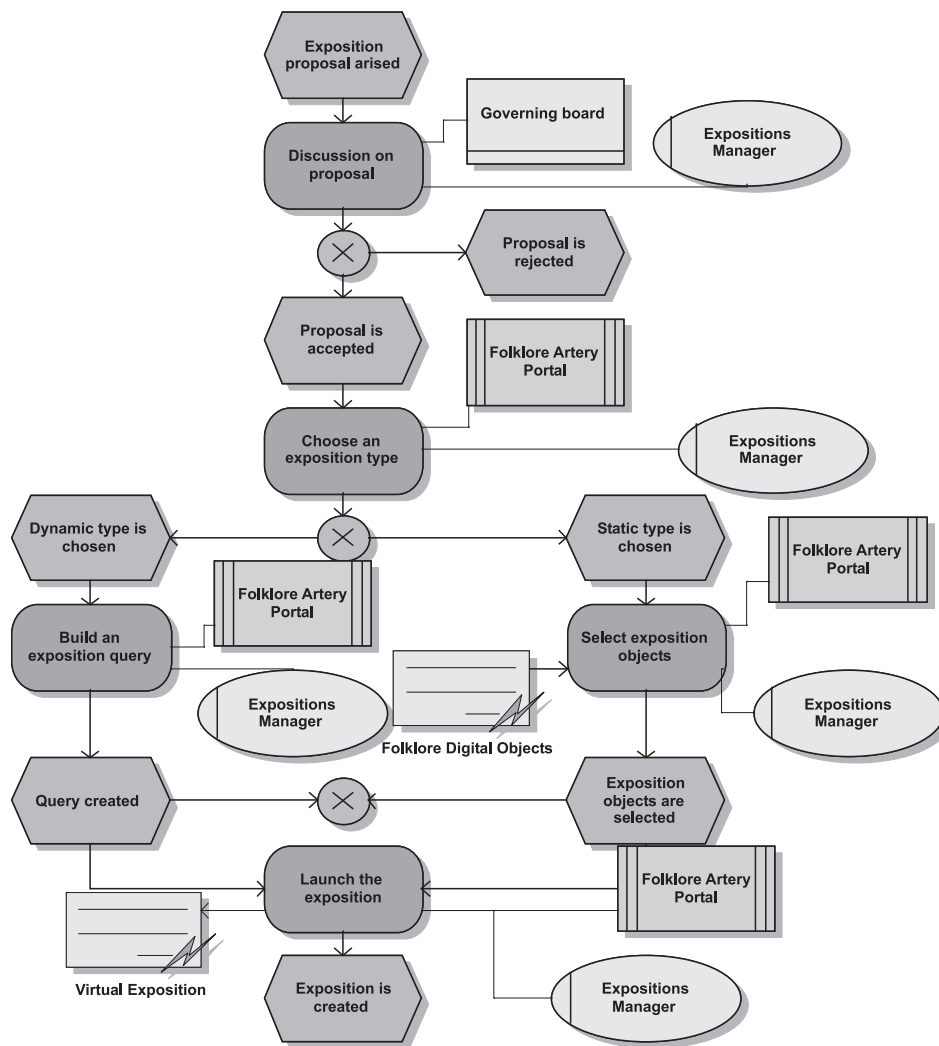 Exposition
proposal arised
Governing board
Expositions
Manager
Discussion on
proposal
Proposal is
rejected
Proposal is
accepted
Folklore Artery
Portal
Choose an
exposition type
Expositions
Manager
Dynamic type is
chosen
Static type is
chosen
Folklore Artery
Portal
Folklore Artery
Portal
Build an
exposition query
Select exposition
objects
Expositions
Manager
Expositions
Manager
Folklore Digital Objects
Query created
Exposition
objects are
selected
Launch the
exposition
Folklore Artery
Portal
Virtual Exposition
Exposition is
created
Expositions
Manager